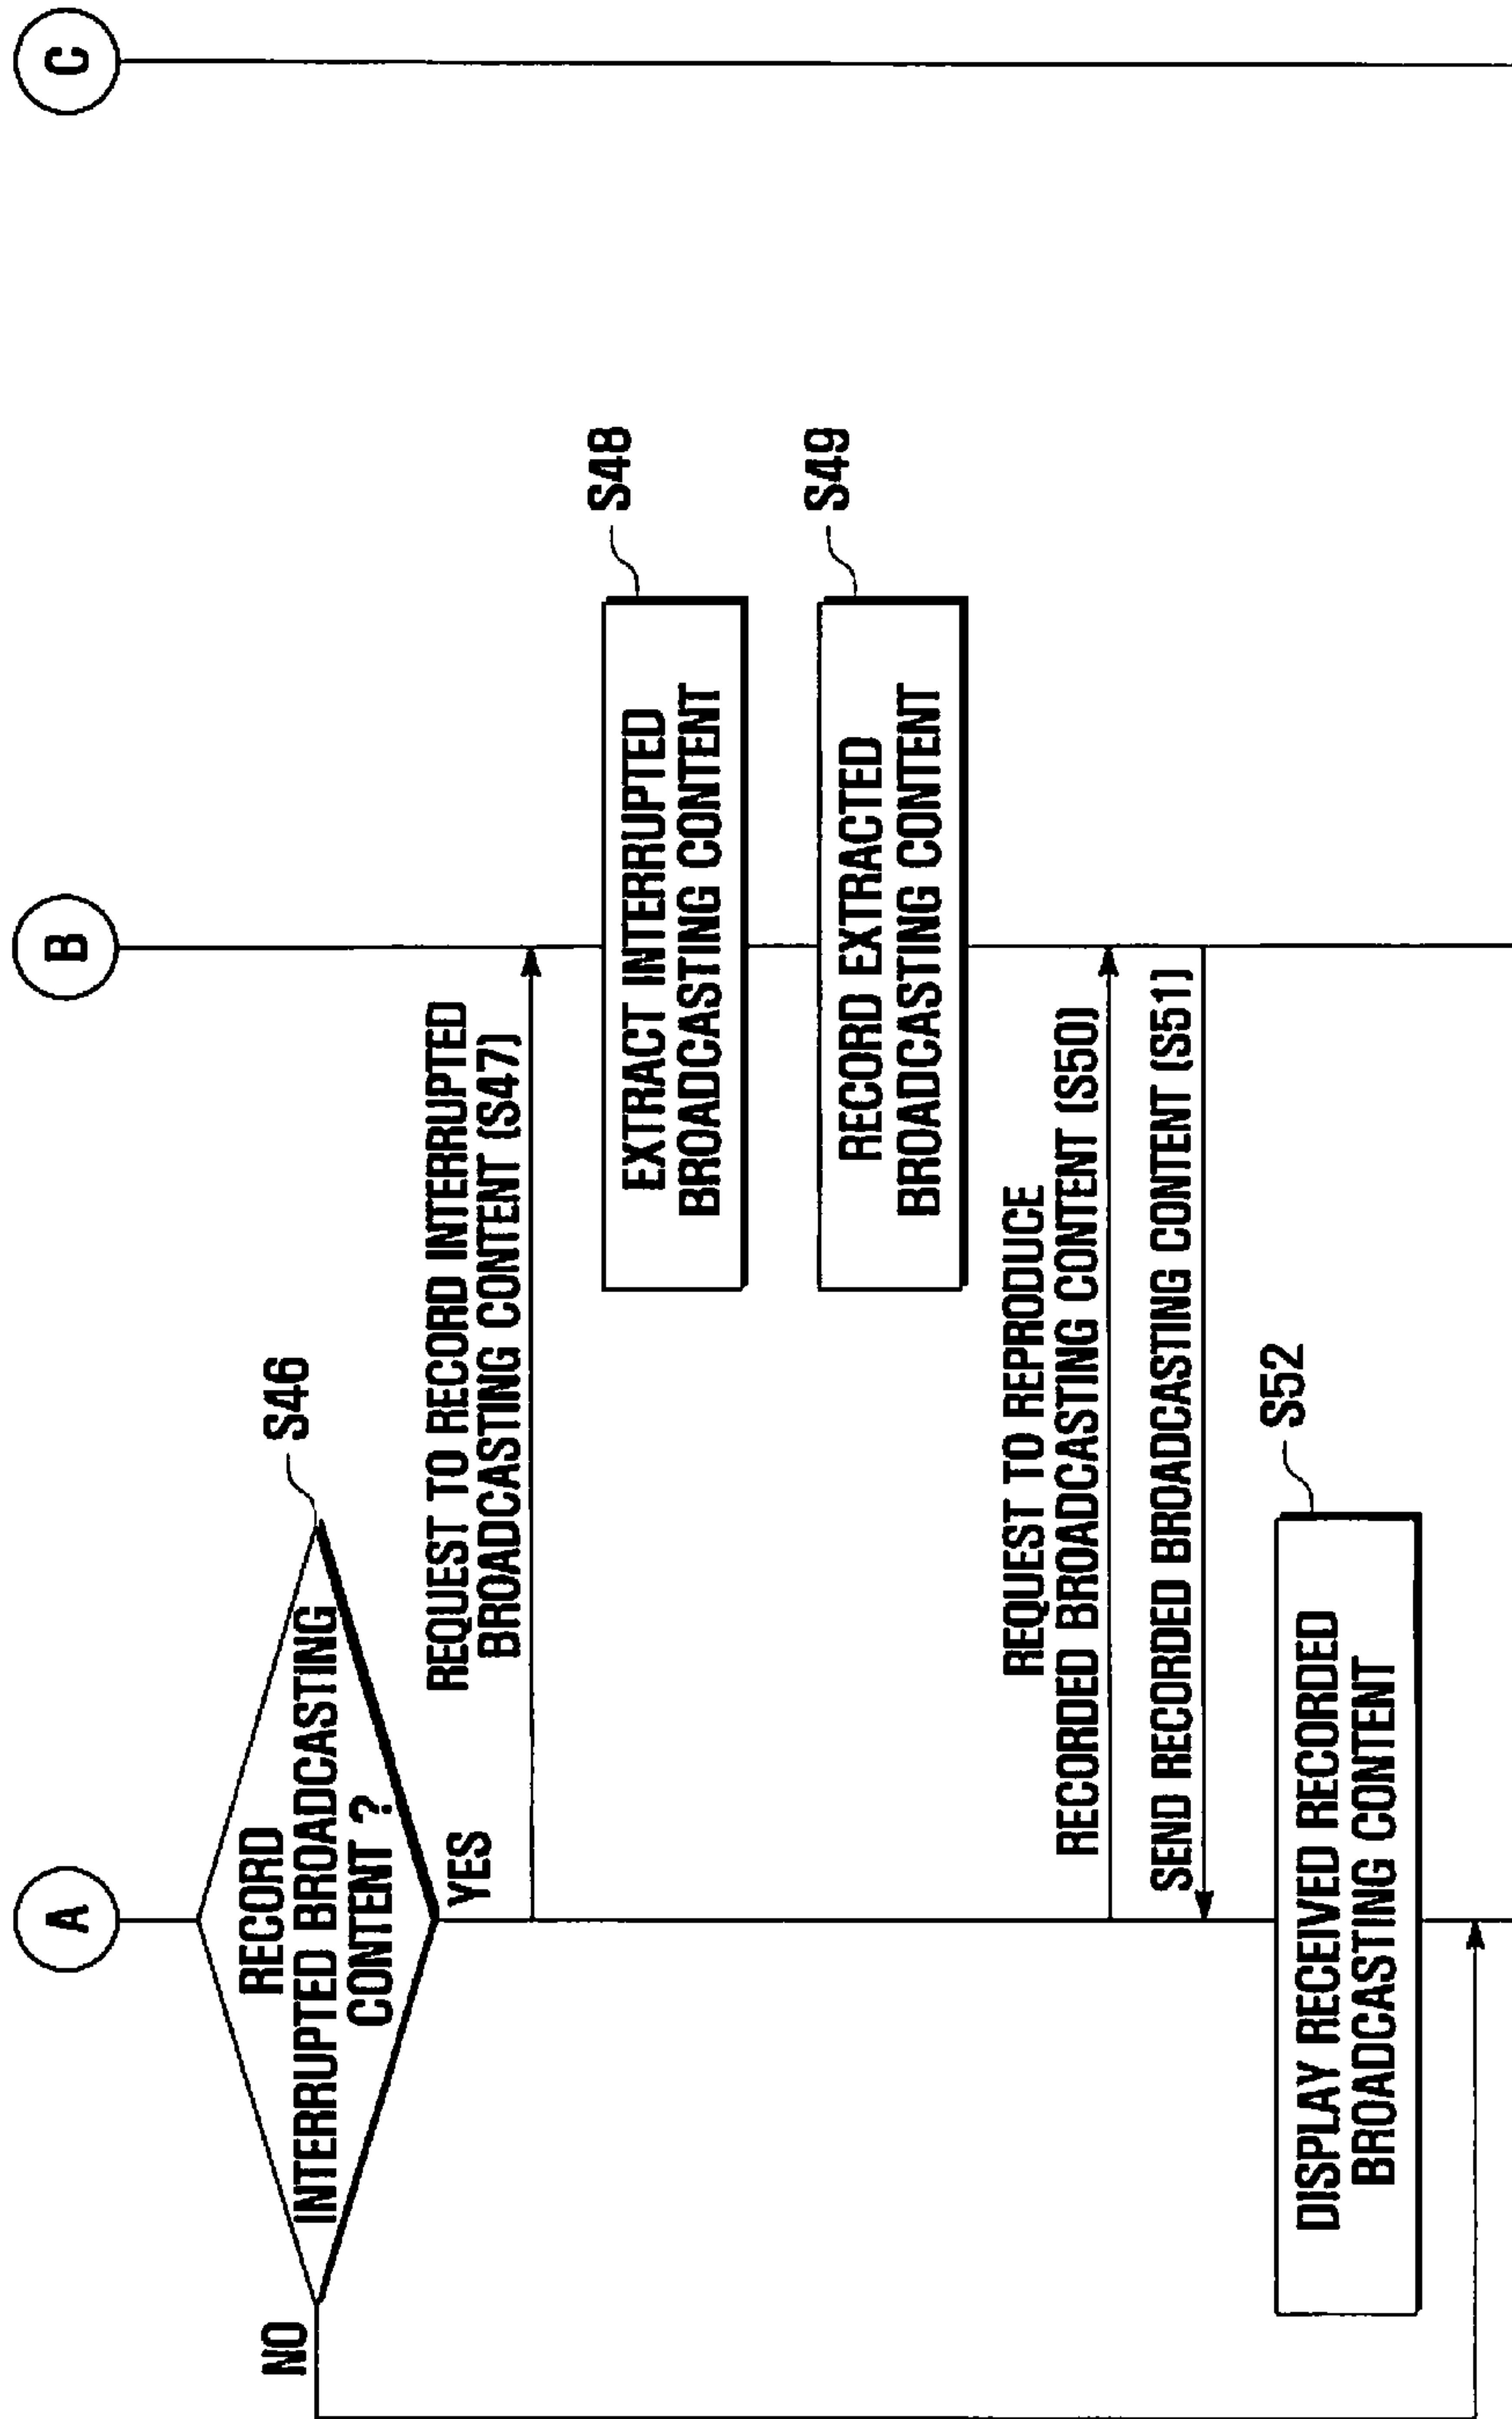 A
B
C
RECORD
INTERRUPTED BROADCASTING
CONTENT ?
S46
NO
YES
REQUEST TO RECORD INTERRUPTED
BROADCASTING CONTENT (S47)
EXTRACT INTERRUPTED
BROADCASTING CONTENT
S48
RECORD EXTRACTED
BROADCASTING CONTENT
S49
REQUEST TO REPRODUCE
RECORDED BROADCASTING CONTENT (S50)
SEND RECORDED BROADCASTING CONTENT (S51)
DISPLAY RECEIVED RECORDED
BROADCASTING CONTENT
S52